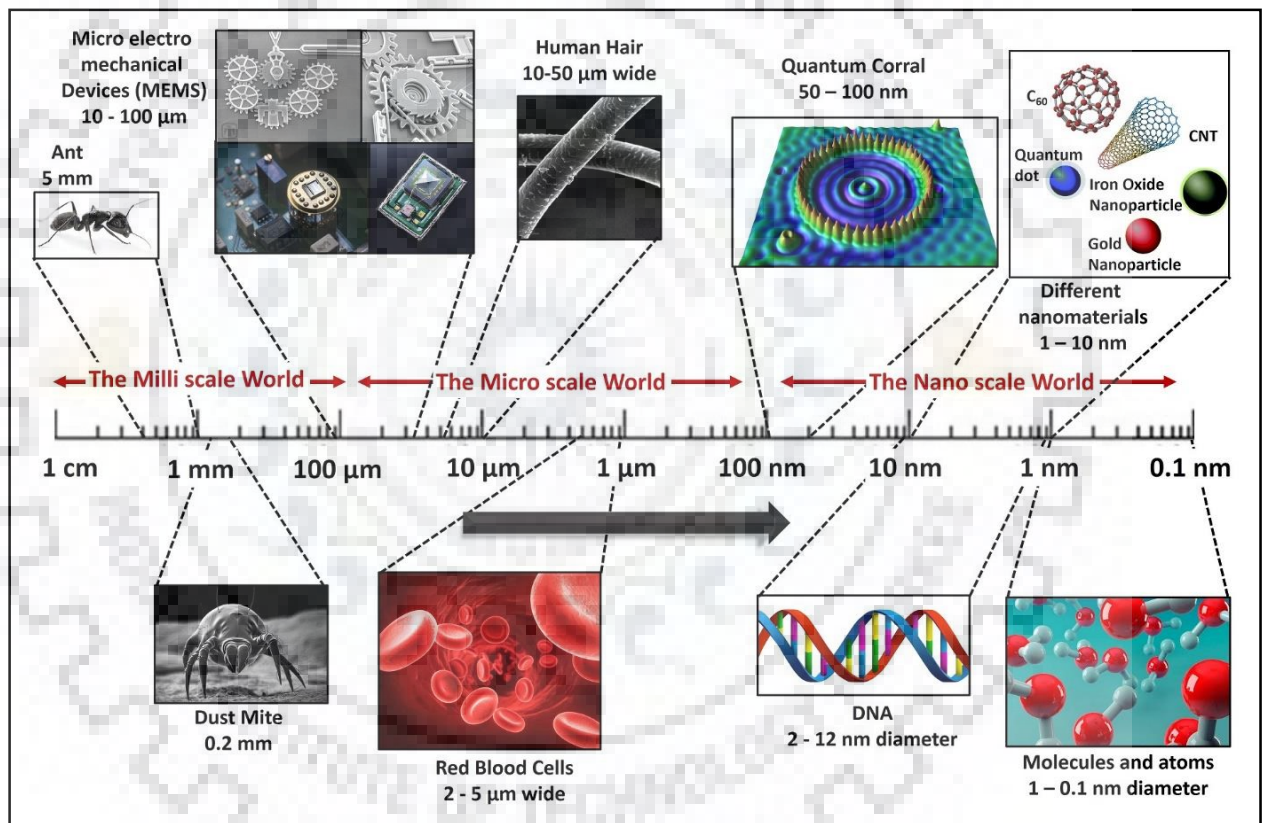 Micro electro
mechanical
Devices (MEMS)
10 - 100 µm
Ant
5 mm
Human Hair
10-50 µm wide
Quantum Corral
50 – 100 nm
C60
CNT
Quantum
dot
Iron Oxide
Nanoparticle
Gold
Nanoparticle
Different
nanomaterials
1 – 10 nm
The Milli scale World
The Micro scale World
The Nano scale World
1 cm
1 mm
100 µm
10 µm
1 µm
100 nm
10 nm
1 nm
0.1 nm
Dust Mite
0.2 mm
Red Blood Cells
2 - 5 µm wide
DNA
2 - 12 nm diameter
Molecules and atoms
1 – 0.1 nm diameter